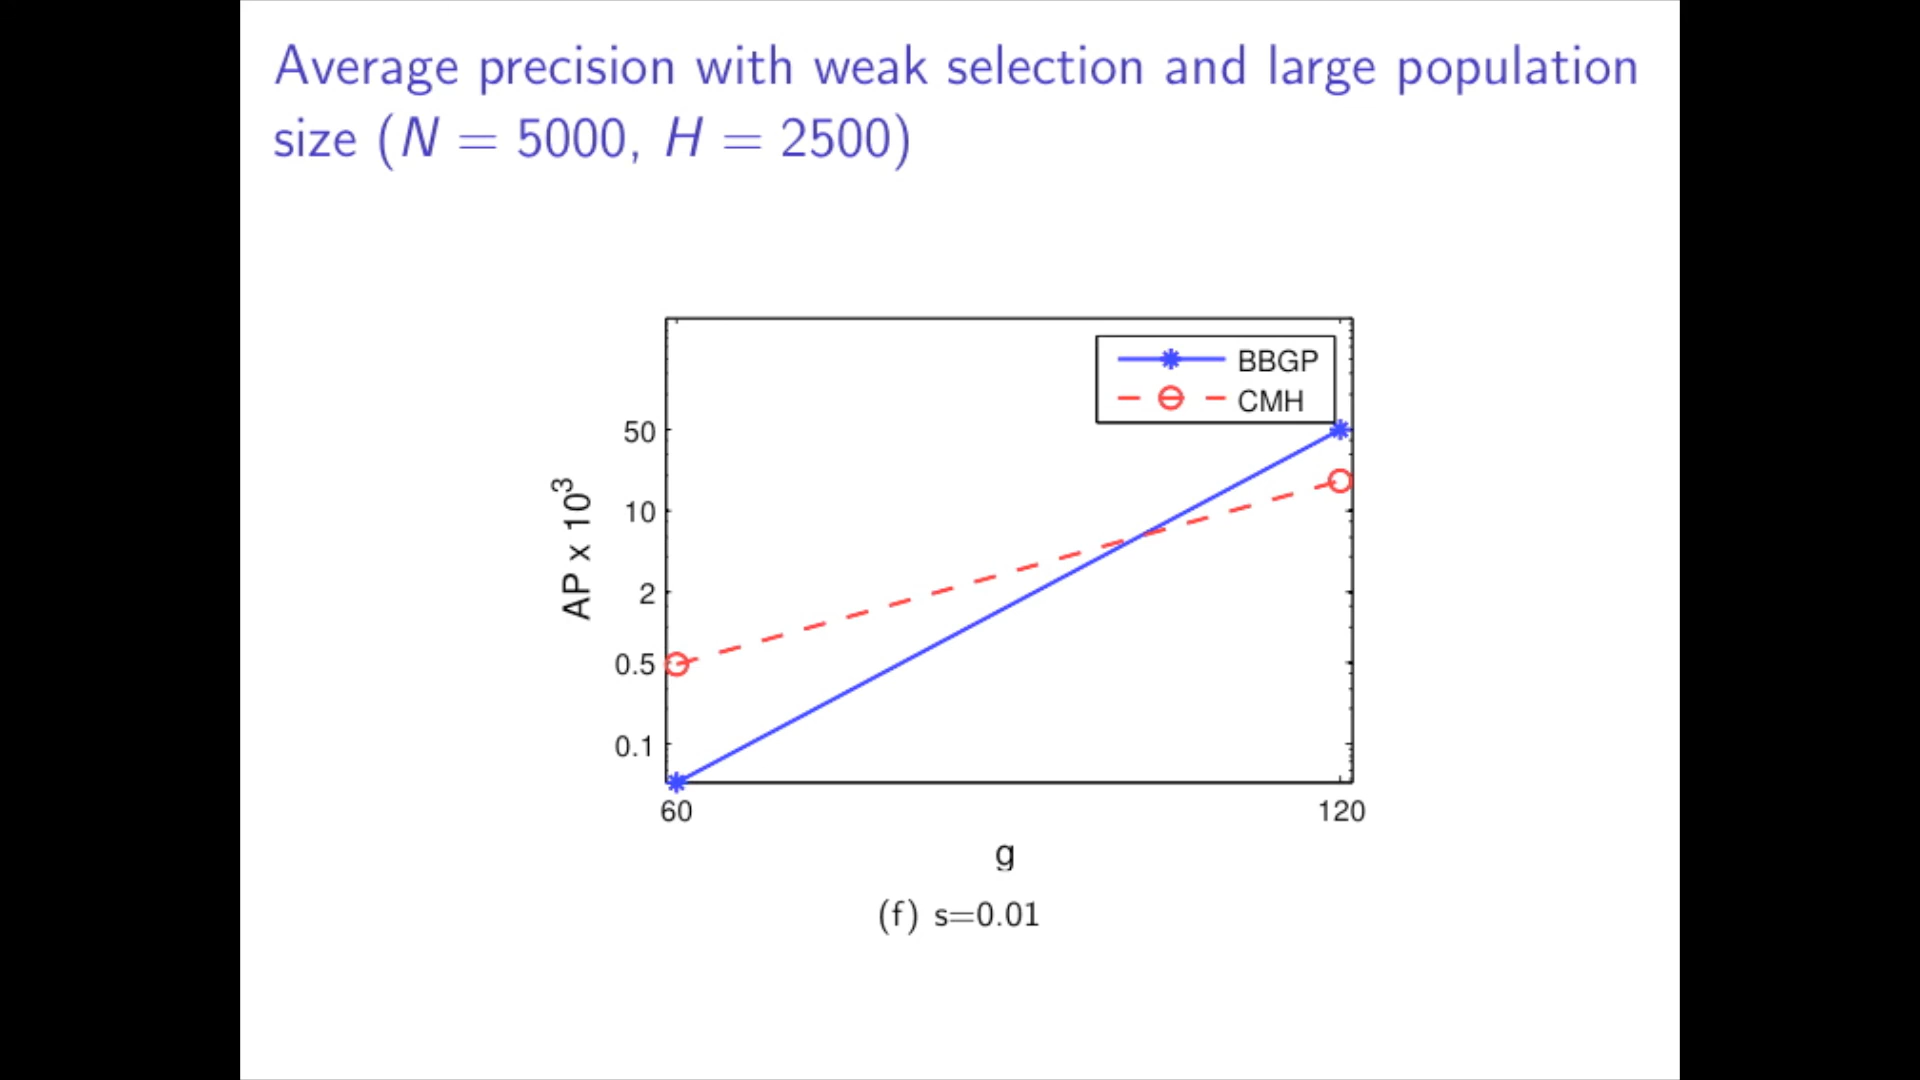 Average precision with weak selection and large population
size (N = 5000, H = 2500)
BBGP
CMH
50
10
2
0.5
0.1
AP x 10³
60
120
g
(f) s=0.01